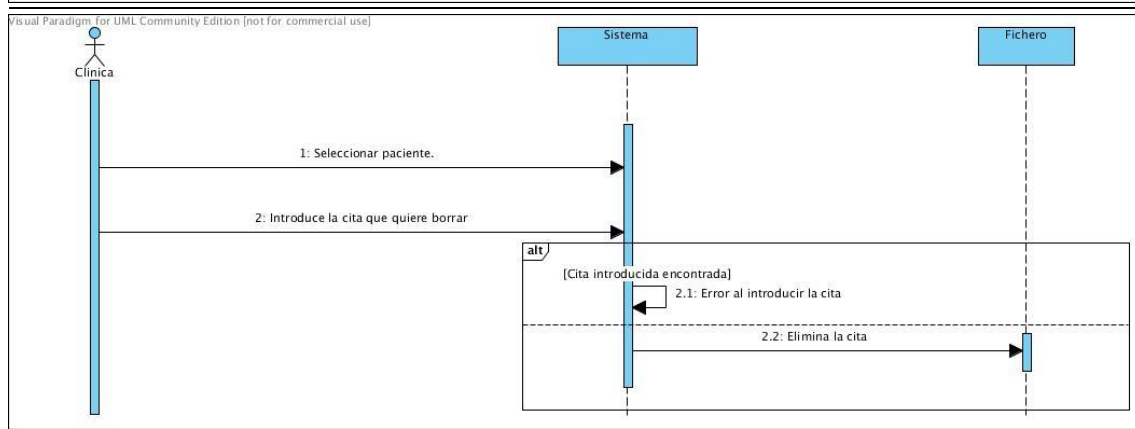 Visual Paradigm for UML Community Edition [not for commercial use]
Sistema
Fichero
Clinica
1: Seleccionar paciente.
2: Introduce la cita que quiere borrar
alt
[Cita introducida encontrada]
2.1: Error al introducir la cita
2.2: Elimina la cita